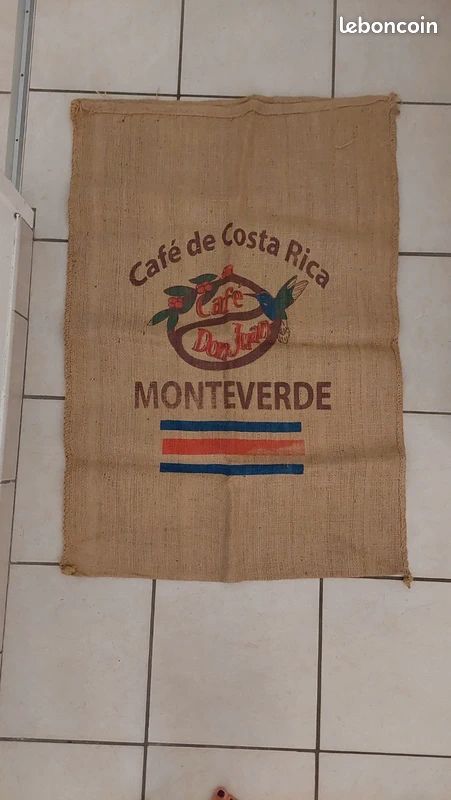 leboncoin
Café de Costa Rica
Cafe
Don Juan
MONTEVERDE